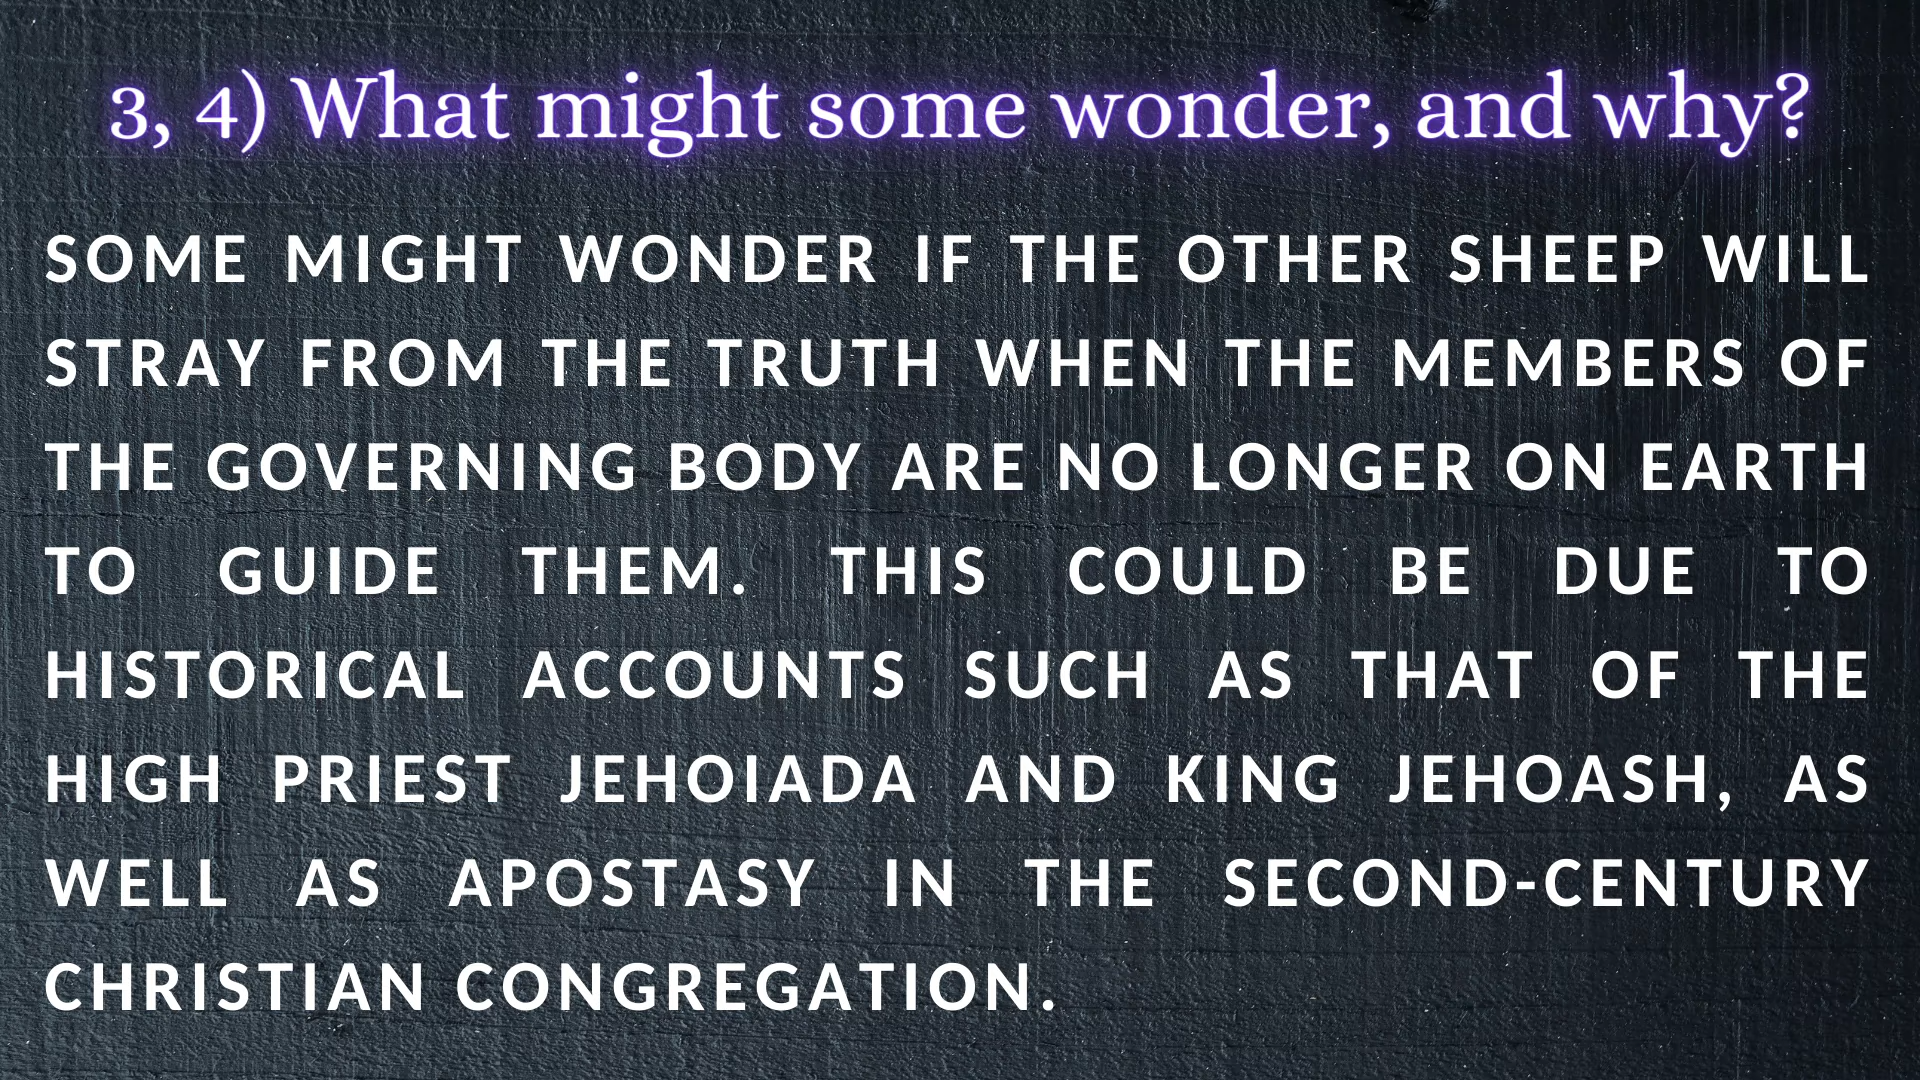 3, 4) What might some wonder, and why?
SOME MIGHT WONDER IF THE OTHER SHEEP WILL
STRAY FROM THE TRUTH WHEN THE MEMBERS OF
THE GOVERNING BODY ARE NO LONGER ON EARTH
TO GUIDE THEM. THIS COULD BE DUE TO
HISTORICAL ACCOUNTS SUCH AS THAT OF THE
HIGH PRIEST JEHOIADA AND KING JEHOASH, AS
WELL AS APOSTASY IN THE SECOND-CENTURY
CHRISTIAN CONGREGATION.